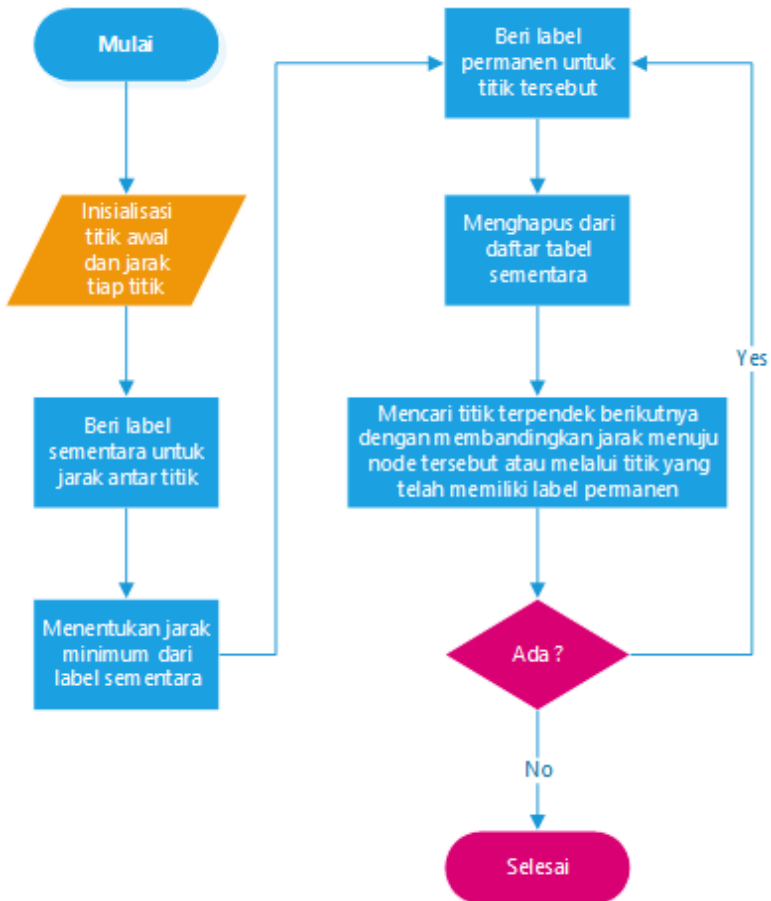 Mulai
Inisialisasi
titik awal
dan jarak
tiap titik
Beri label
sementara untuk
jarak antar titik
Menentukan jarak
minimum dari
label sementara
Beri label
permanen untuk
titik tersebut
Menghapus dari
daftar tabel
sementara
Mencari titik terpendek berikutnya
dengan membandingkan jarak menuju
node tersebut atau melalui titik yang
telah memiliki label permanen
Ada ?
Yes
No
Selesai